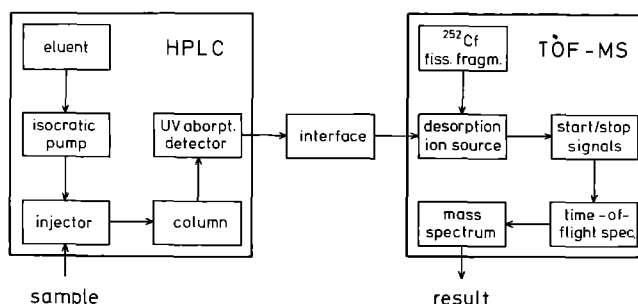 eluent
HPLC
isocratic
pump
UV aborpt.
detector
injector
column
sample
interface
252Cf
fiss. fragm.
TOF-MS
desorption
ion source
start/stop
signals
mass
spectrum
time-of-
flight spec.
result